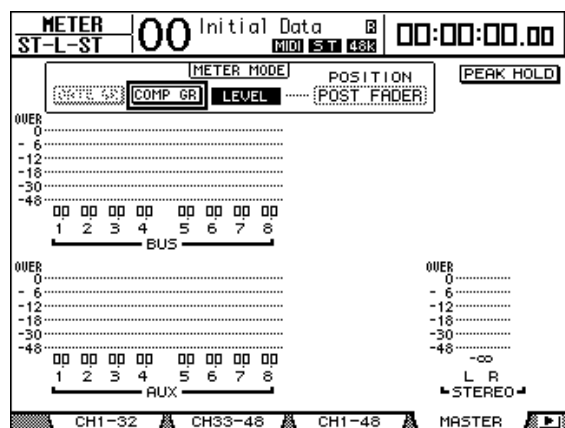 METER
ST-L-ST
00 Initial Data B
MIDI ST 48K
00:00:00.00
METER MODE
POSITION
PEAK HOLD
GATE GR COMP GR LEVEL POST FADER
OVER
0
- 6
-12
-18
-30
-48
00 00 00 00 00 00 00 00
1 2 3 4 5 6 7 8
BUS
OVER
0
- 6
-12
-18
-30
-48
00 00 00 00 00 00 00 00
1 2 3 4 5 6 7 8
AUX
OVER
0
- 6
-12
-18
-30
-48
-∞
L R
STEREO
CH1-32 CH33-48 CH1-48 MASTER